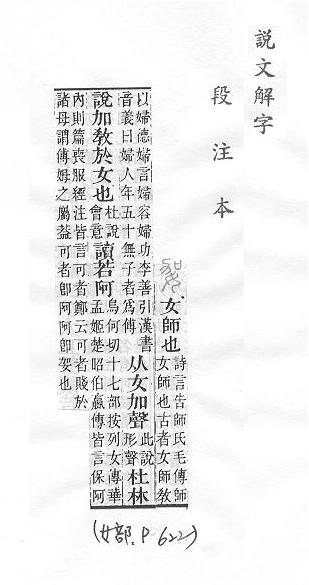 說文解字
段注本
女師也
詩言告師氏毛傳師
女師也古者女師教
以婦德婦言婦容婦功李善引漢書
音義曰婦人年五十無子者爲傅
从女加聲
此說
形聲
杜林
說加教於女也
杜說
會意
讀若阿
烏何切十七部按列女傳華
孟姬楚昭伯嬴傳皆言保阿
內則篇喪服經注皆言可者鄭云可者賤於
諸母謂傅姆之屬葢可者卽阿阿卽妿也
(女部.P 622)